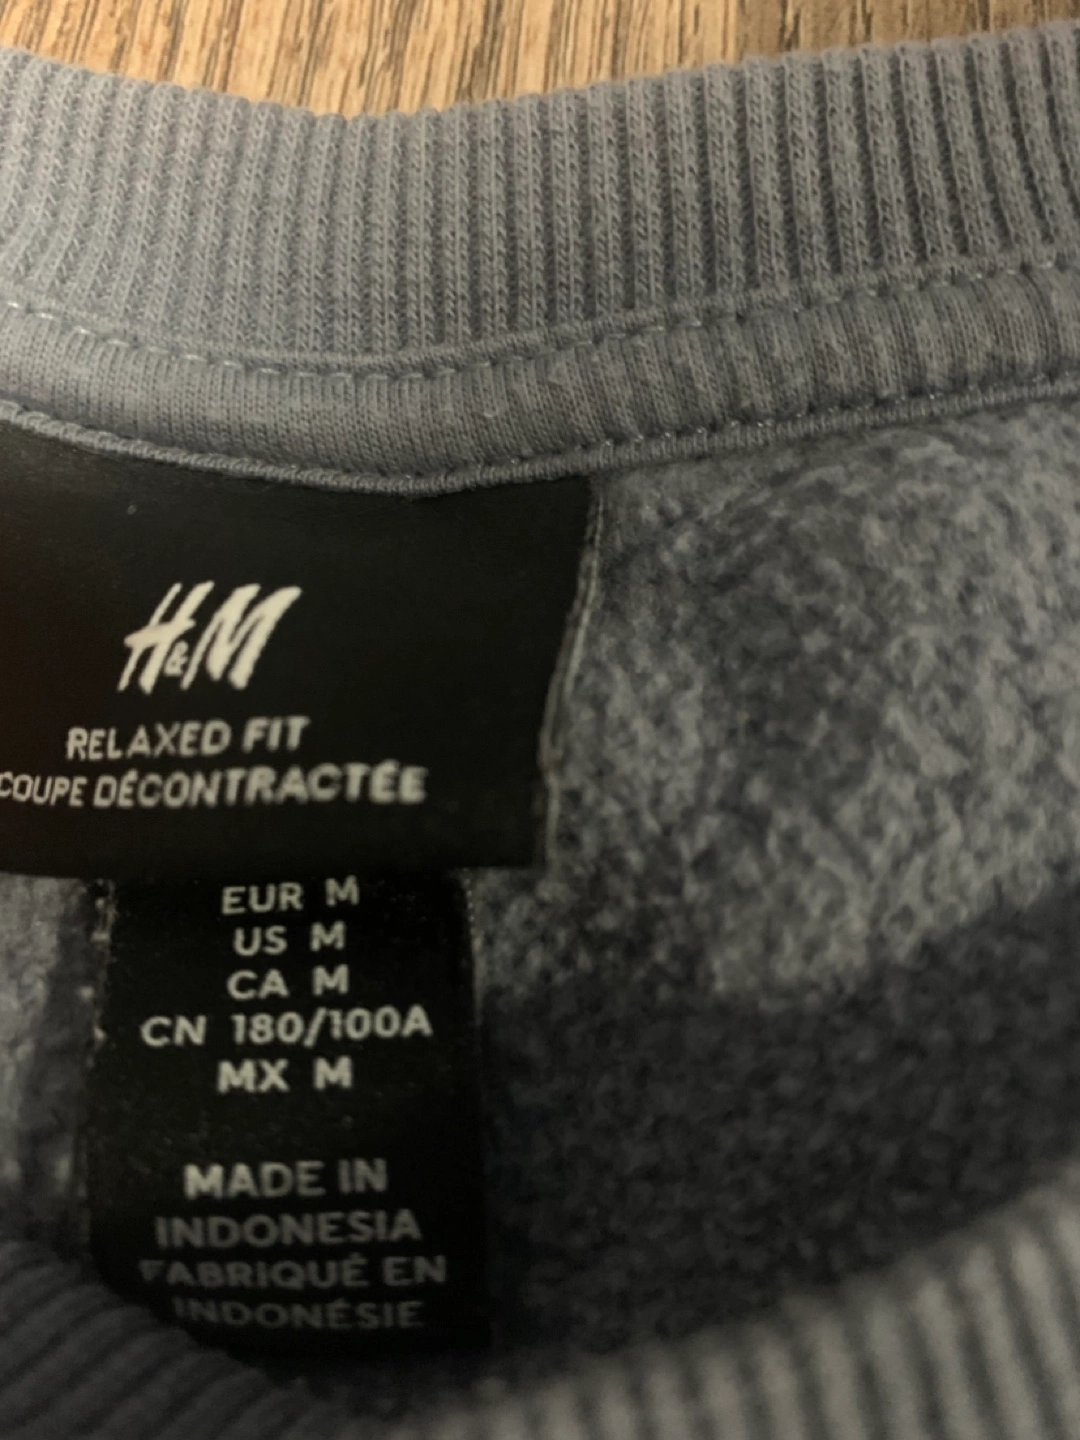 H&M
RELAXED FIT
COUPE DÉCONTRACTÉE
EUR M
US M
CA M
CN 180/100A
MX M
MADE IN
INDONESIA
FABRIQUÉ EN
INDONÉSIE